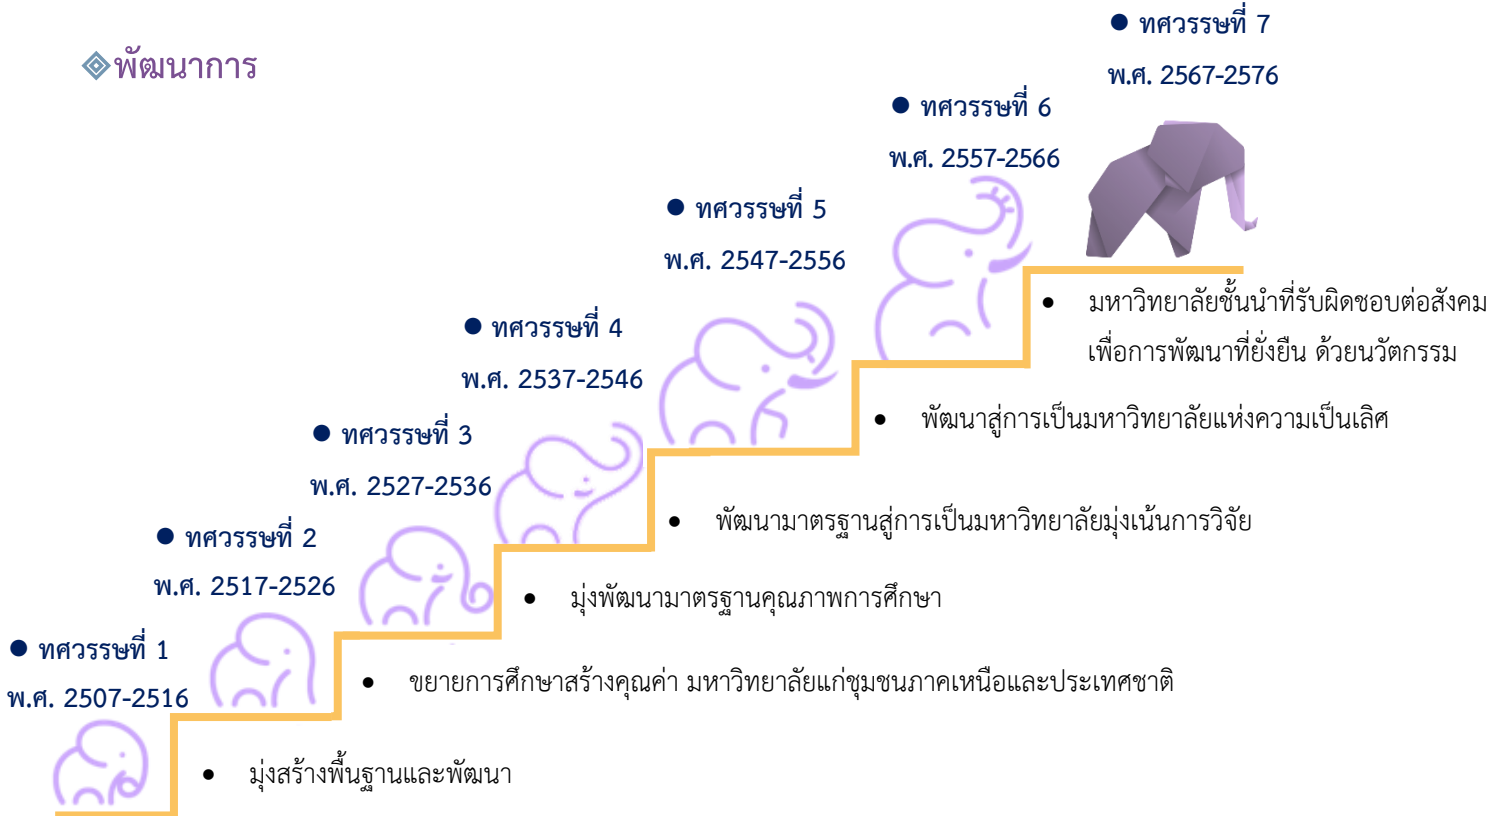 พัฒนาการ
● ทศวรรษที่ 7
พ.ศ. 2567-2576
● ทศวรรษที่ 6
พ.ศ. 2557-2566
● ทศวรรษที่ 5
พ.ศ. 2547-2556
● ทศวรรษที่ 4
พ.ศ. 2537-2546
● ทศวรรษที่ 3
พ.ศ. 2527-2536
● ทศวรรษที่ 2
พ.ศ. 2517-2526
● ทศวรรษที่ 1
พ.ศ. 2507-2516
• มหาวิทยาลัยชั้นนำที่รับผิดชอบต่อสังคม
เพื่อการพัฒนาที่ยั่งยืน ด้วยนวัตกรรม
• พัฒนาสู่การเป็นมหาวิทยาลัยแห่งความเป็นเลิศ
• พัฒนามาตรฐานสู่การเป็นมหาวิทยาลัยมุ่งเน้นการวิจัย
• มุ่งพัฒนามาตรฐานคุณภาพการศึกษา
• ขยายการศึกษาสร้างคุณค่า มหาวิทยาลัยแก่ชุมชนภาคเหนือและประเทศชาติ
• มุ่งสร้างพื้นฐานและพัฒนา